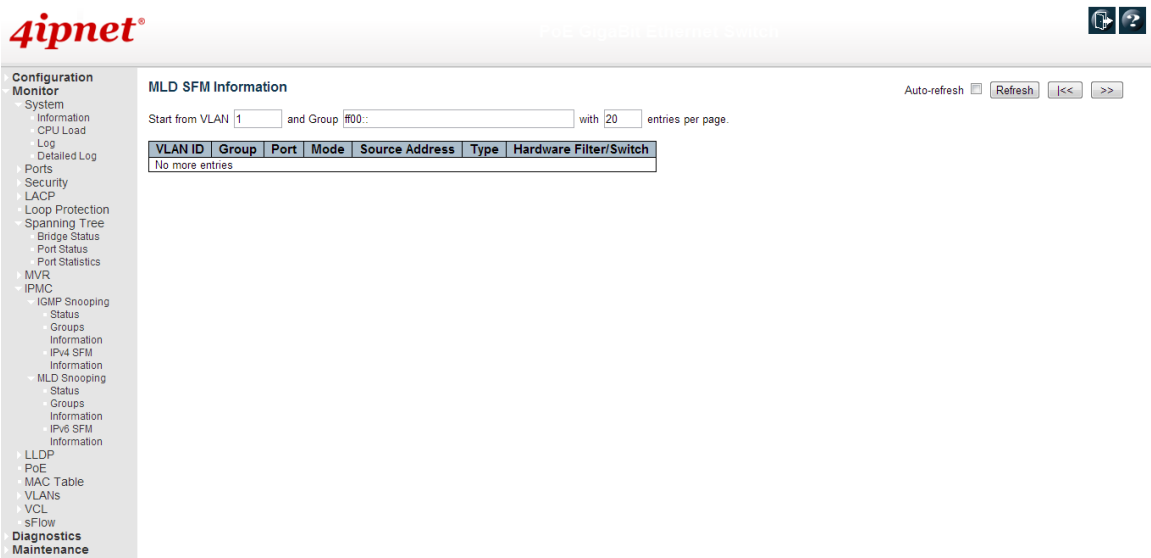 4ipnet®
PoE GigaBit Ethernet Switch
?
Configuration
Monitor
System
Information
CPU Load
Log
Detailed Log
Ports
Security
LACP
Loop Protection
Spanning Tree
Bridge Status
Port Status
Port Statistics
MVR
IPMC
IGMP Snooping
Status
Groups
Information
IPv4 SFM
Information
MLD Snooping
Status
Groups
Information
IPv6 SFM
Information
LLDP
PoE
MAC Table
VLANs
VCL
sFlow
Diagnostics
Maintenance
MLD SFM Information
Auto-refresh Refresh |<< >>
Start from VLAN 1 and Group ff00:: with 20 entries per page.
VLAN ID Group Port Mode Source Address Type Hardware Filter/Switch
No more entries